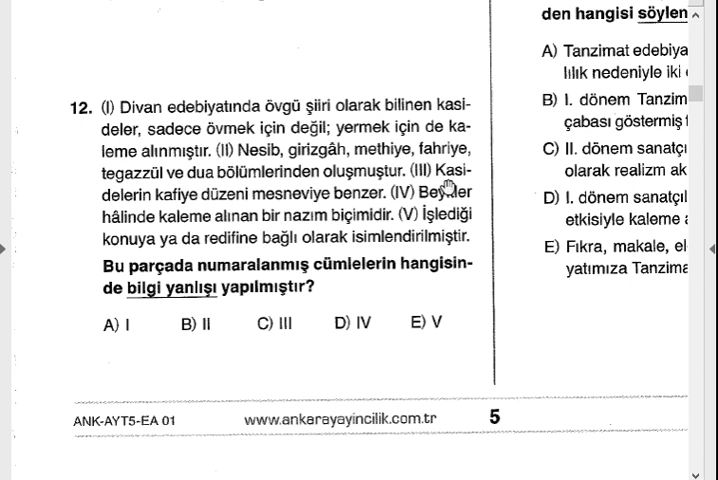 12. (I) Divan edebiyatında övgü şiiri olarak bilinen kasi-
deler, sadece övmek için değil; yermek için de ka-
leme alınmıştır. (II) Nesib, girizgâh, methiye, fahriye,
tegazzül ve dua bölümlerinden oluşmuştur. (III) Kasi-
delerin kafiye düzeni mesneviye benzer. (IV)
hâlinde kaleme alınan bir nazım biçimidir. (V) İşlediği
konuya ya da redifine bağlı olarak isimlendirilmiştir.
Bu parçada numaralanmış cümlelerin hangisin-
de bilgi yanlışı yapılmıştır?
A) I B) II C) III D) IV E) V
ANK-AYT5-EA 01 www.ankarayayincilik.com.tr 5
den hangisi söylen
A) Tanzimat edebiya
lılık nedeniyle iki
B) I. dönem Tanzim
çabası göstermiş
C) II. dönem sanatçı
olarak realizm ak
D) I. dönem sanatçıl
etkisiyle kaleme
E) Fıkra, makale, el
yatımıza Tanzima